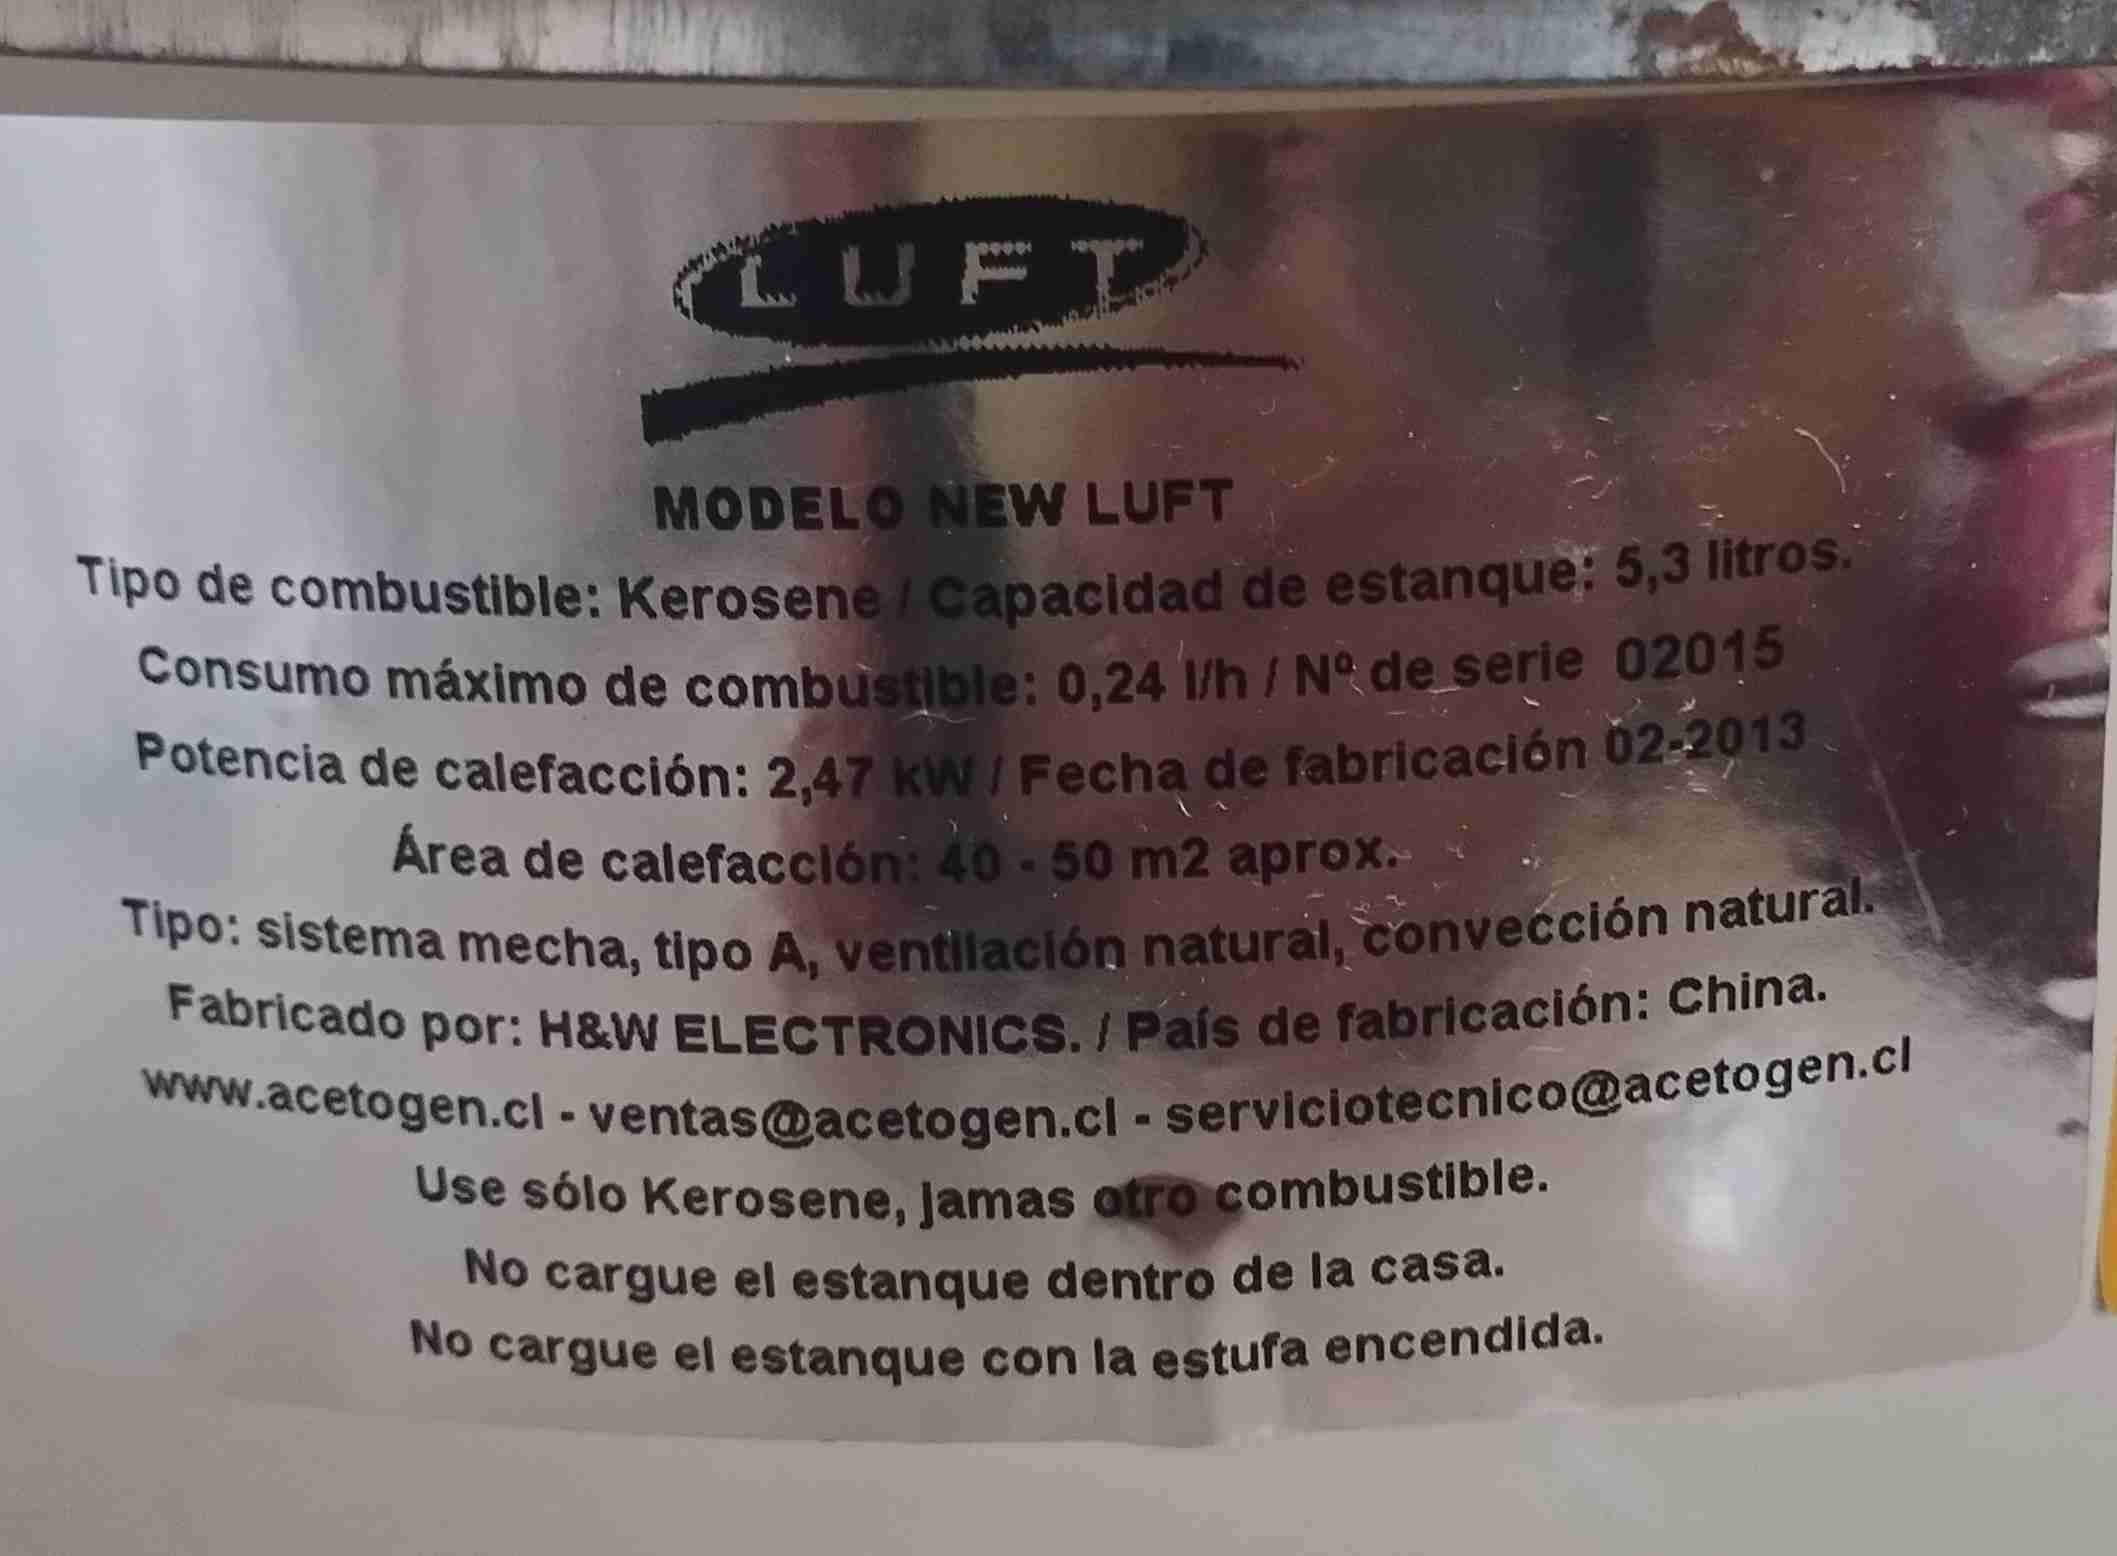 LUFT
MODELO NEW LUFT
Tipo de combustible: Kerosene / Capacidad de estanque: 5,3 litros.
Consumo máximo de combustible: 0,24 l/h / Nº de serie 02015
Potencia de calefacción: 2,47 kW / Fecha de fabricación 02-2013
Área de calefacción: 40 - 50 m2 aprox.
Tipo: sistema mecha, tipo A, ventilación natural, convección natural.
Fabricado por: H&W ELECTRONICS. / País de fabricación: China.
www.acetogen.cl - ventas@acetogen.cl - serviciotecnico@acetogen.cl
Use sólo Kerosene, jamas otro combustible.
No cargue el estanque dentro de la casa.
No cargue el estanque con la estufa encendida.